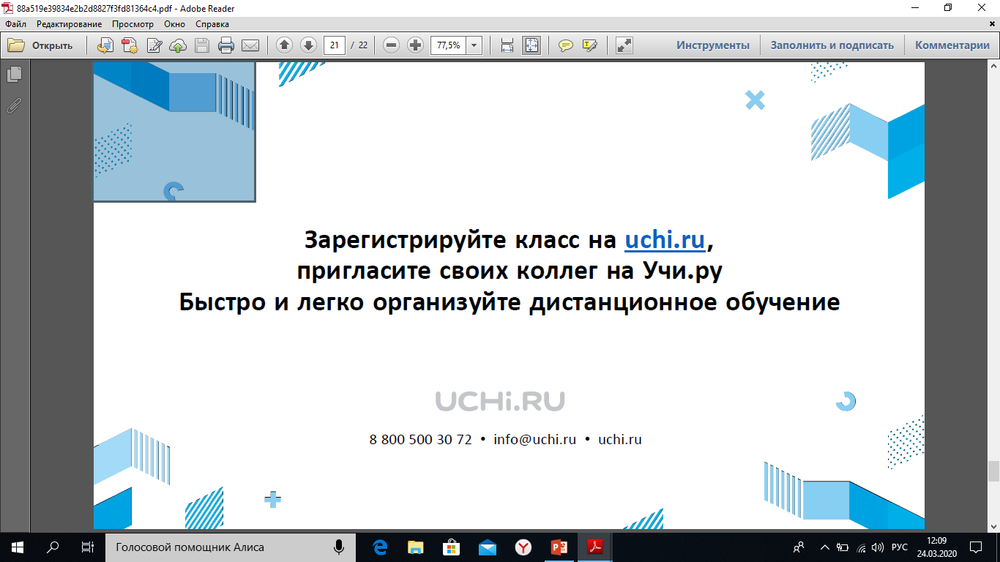 88a519e39834e2b2d8827f3fd81364c4.pdf - Adobe Reader
Файл Редактирование Просмотр Окно Справка
Открыть 21 / 22 77,5% Инструменты Заполнить и подписать Комментарии
Зарегистрируйте класс на uchi.ru,
пригласите своих коллег на Учи.ру
Быстро и легко организуйте дистанционное обучение
UCHi.RU
8 800 500 30 72 • info@uchi.ru • uchi.ru
Голосовой помощник Алиса
РУС
12:09
24.03.2020